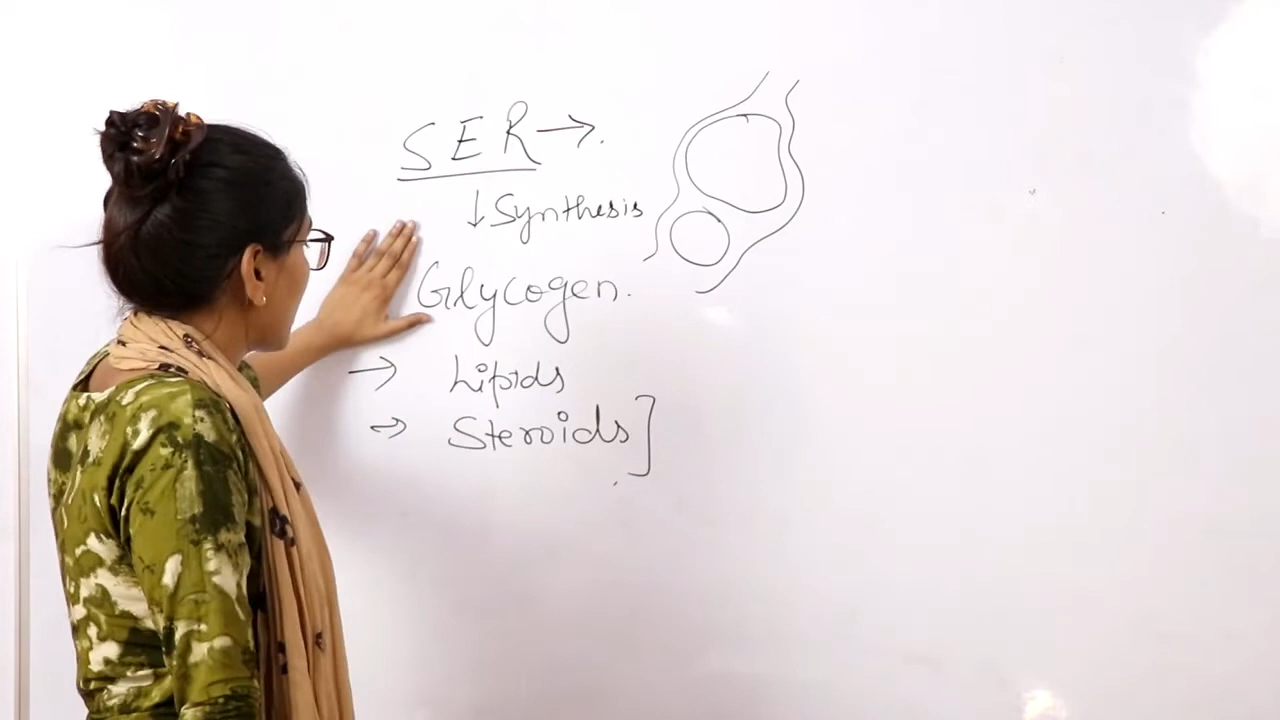 SER →.
↓ Synthesis
Glycogen.
→ Lipids
→ Steroids]